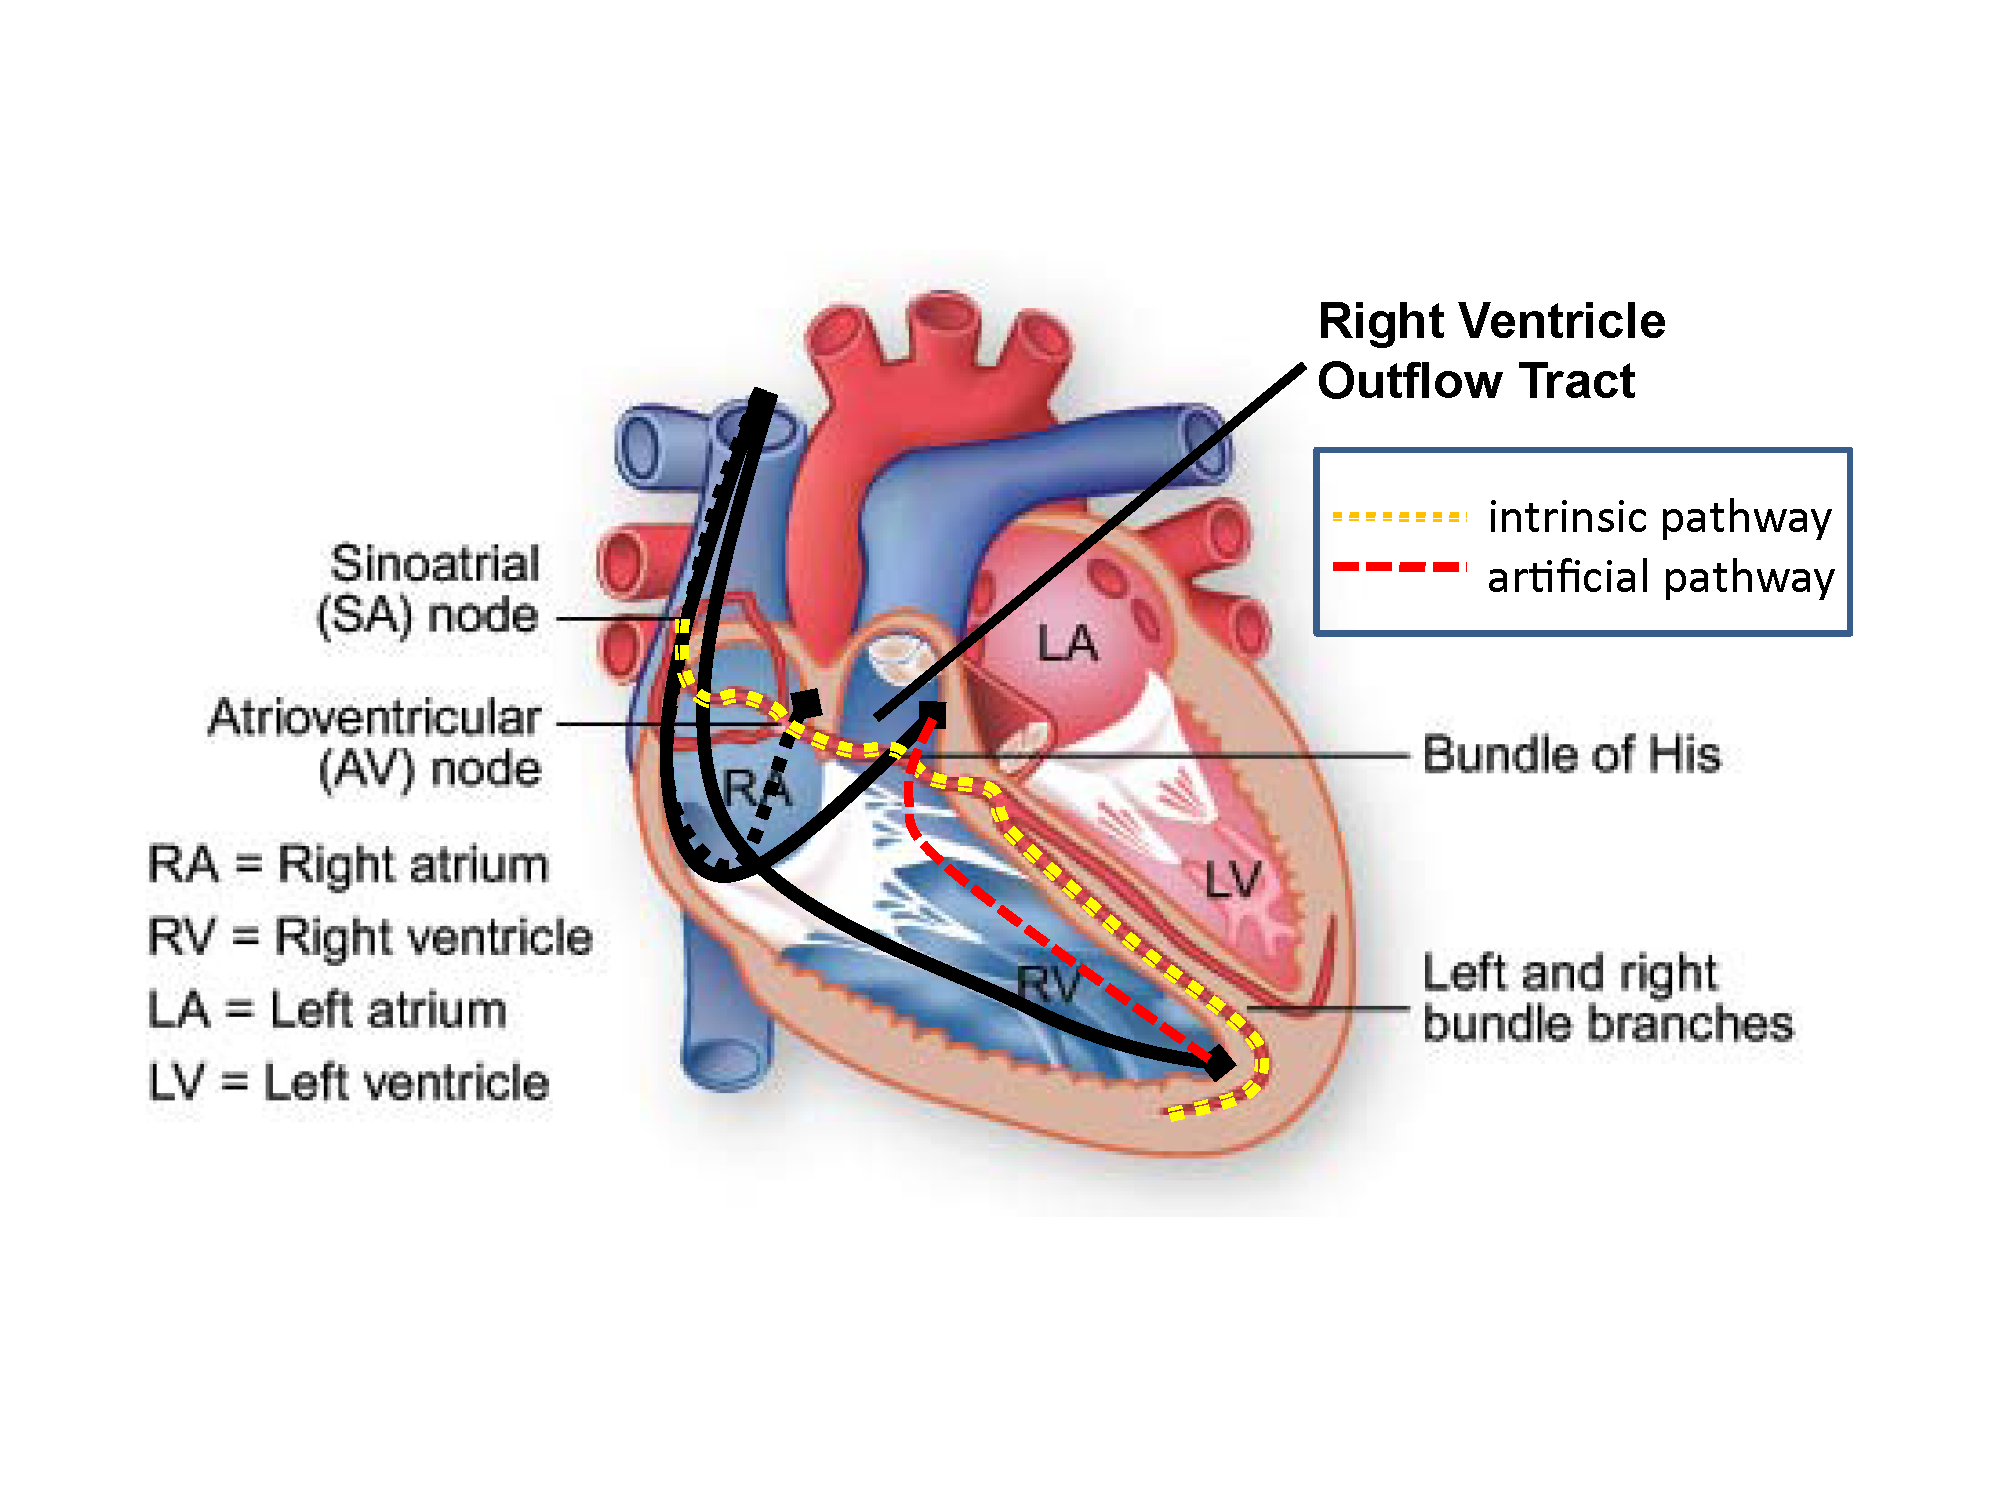 Right Ventricle
Outflow Tract
intrinsic pathway
artificial pathway
Sinoatrial
(SA) node
LA
Atrioventricular
(AV) node
Bundle of His
RA
RA = Right atrium
LV
RV = Right ventricle
RV
Left and right
bundle branches
LA = Left atrium
LV = Left ventricle